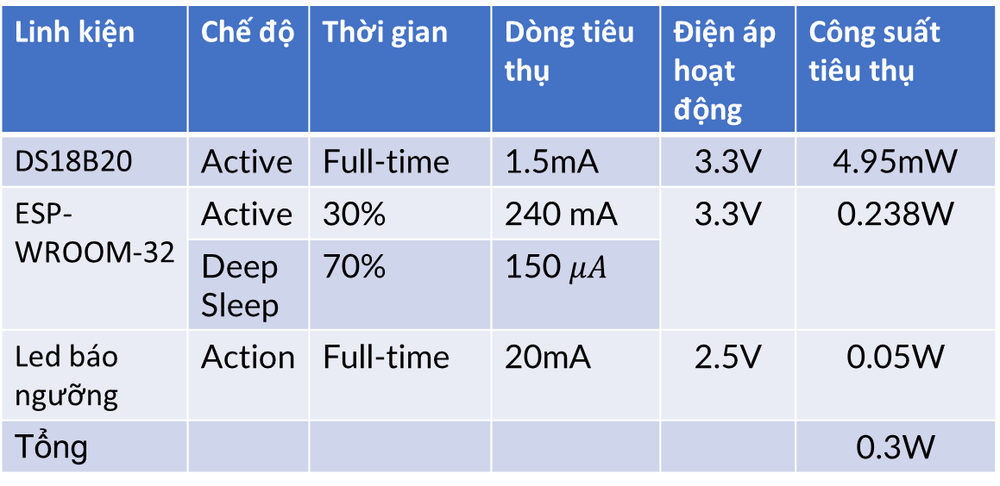 Linh kiện Chế độ Thời gian Dòng tiêu thụ Điện áp hoạt động Công suất tiêu thụ
DS18B20 Active Full-time 1.5mA 3.3V 4.95mW
ESP-WROOM-32 Active 30% 240 mA 3.3V 0.238W
Deep Sleep 70% 150 μA
Led báo ngưỡng Action Full-time 20mA 2.5V 0.05W
Tổng 0.3W